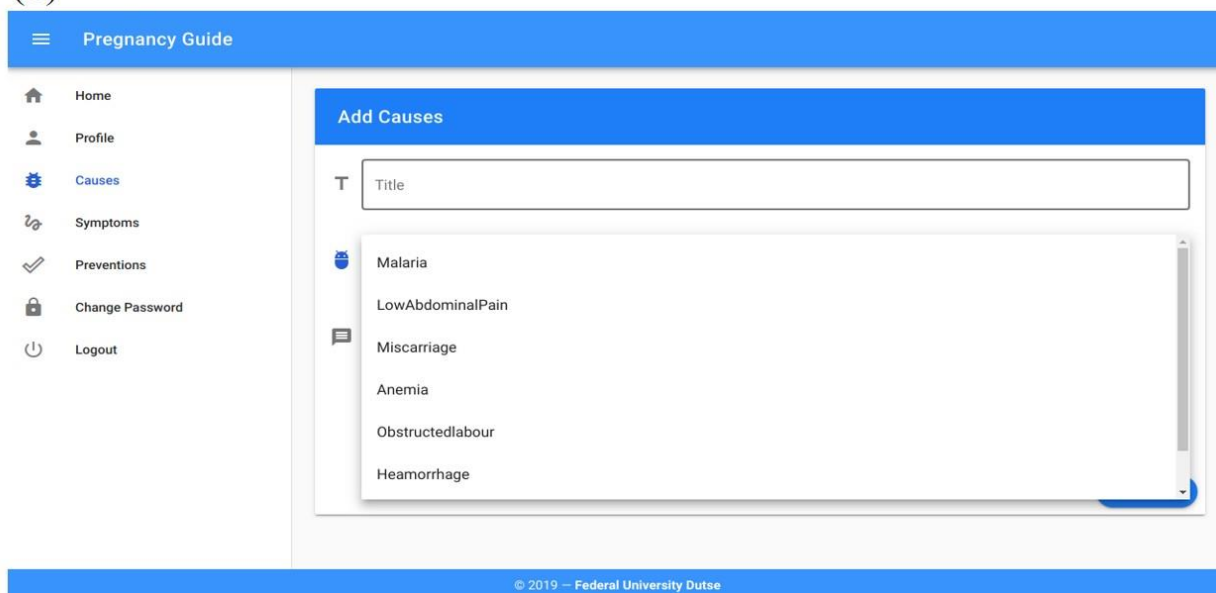 Pregnancy Guide
Home
Profile
Causes
Symptoms
Preventions
Change Password
Logout
Add Causes
Title
Malaria
LowAbdominalPain
Miscarriage
Anemia
Obstructedlabour
Heamorrhage
© 2019 — Federal University Dutse